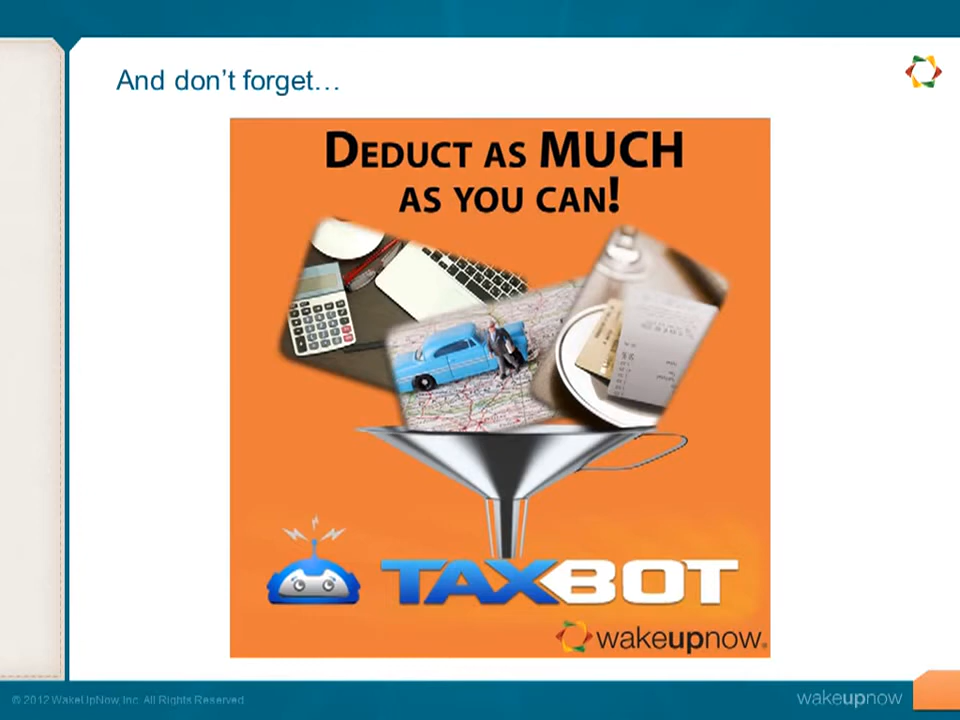 And don't forget…
DEDUCT AS MUCH
AS YOU CAN!
TAXBOT
wakeupnow®
© 2012 WakeUpNow, Inc. All Rights Reserved
wakeupnow